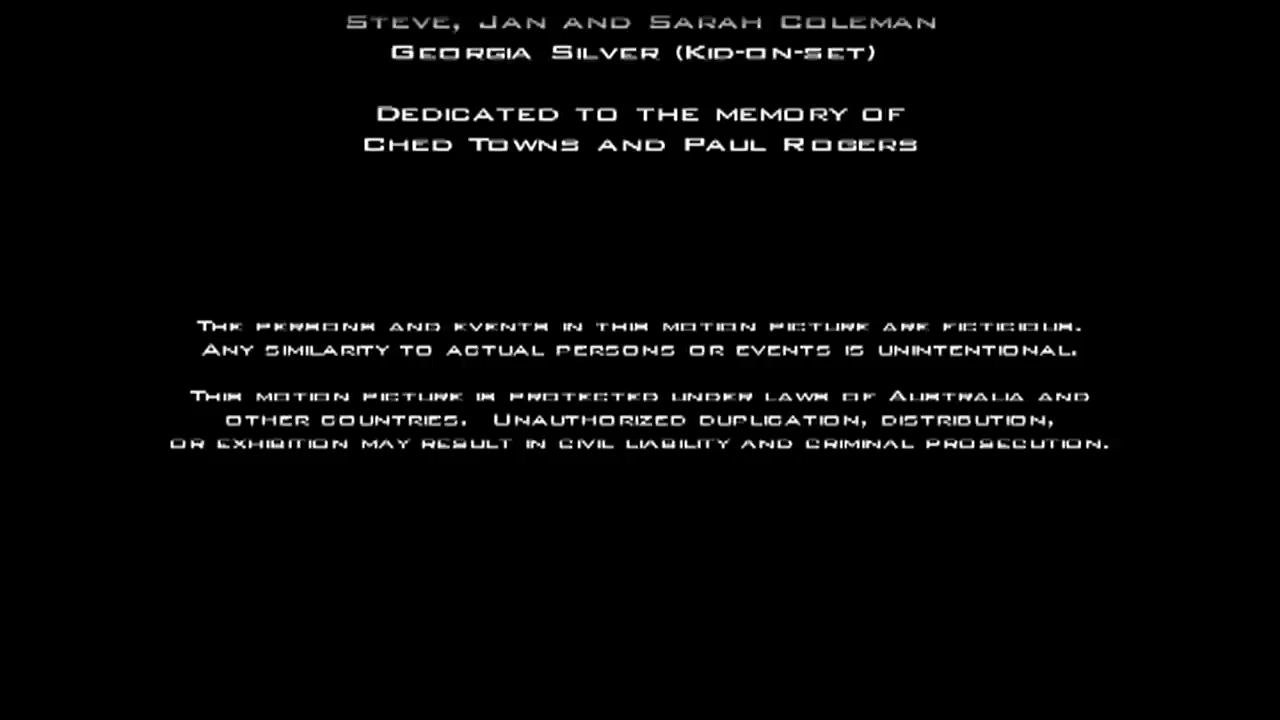 Steve, Jan and Sarah Coleman
Georgia Silver (Kid-on-set)
Dedicated to the memory of
Ched Towns and Paul Rogers
The persons and events in this motion picture are ficticious.
Any similarity to actual persons or events is unintentional.
This motion picture is protected under laws of Australia and
other countries. Unauthorized duplication, distribution,
or exhibition may result in civil liability and criminal prosecution.